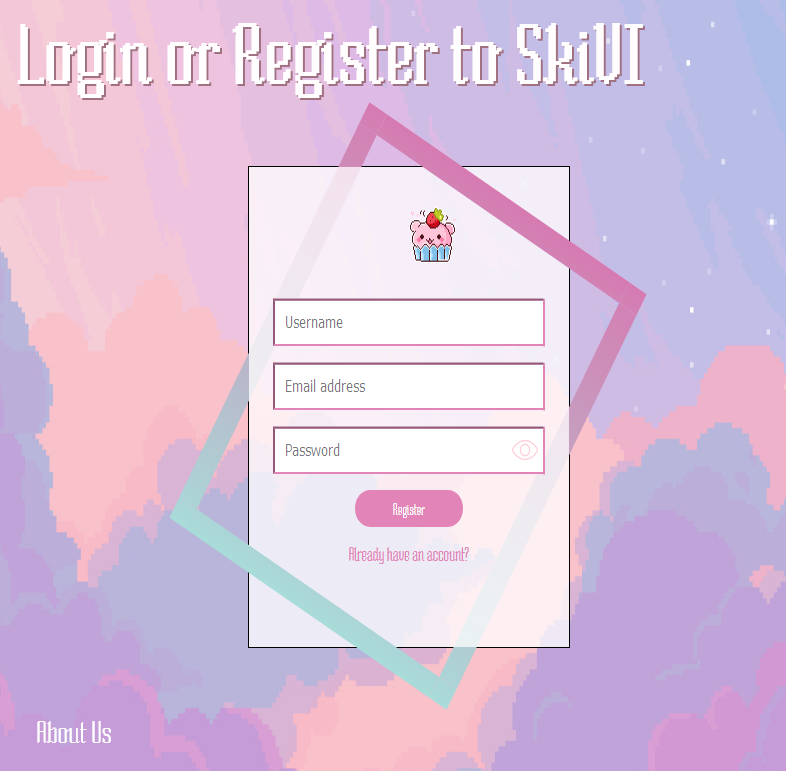 Login or Register to SkiVI
Username
Email address
Password
Register
Already have an account?
About Us